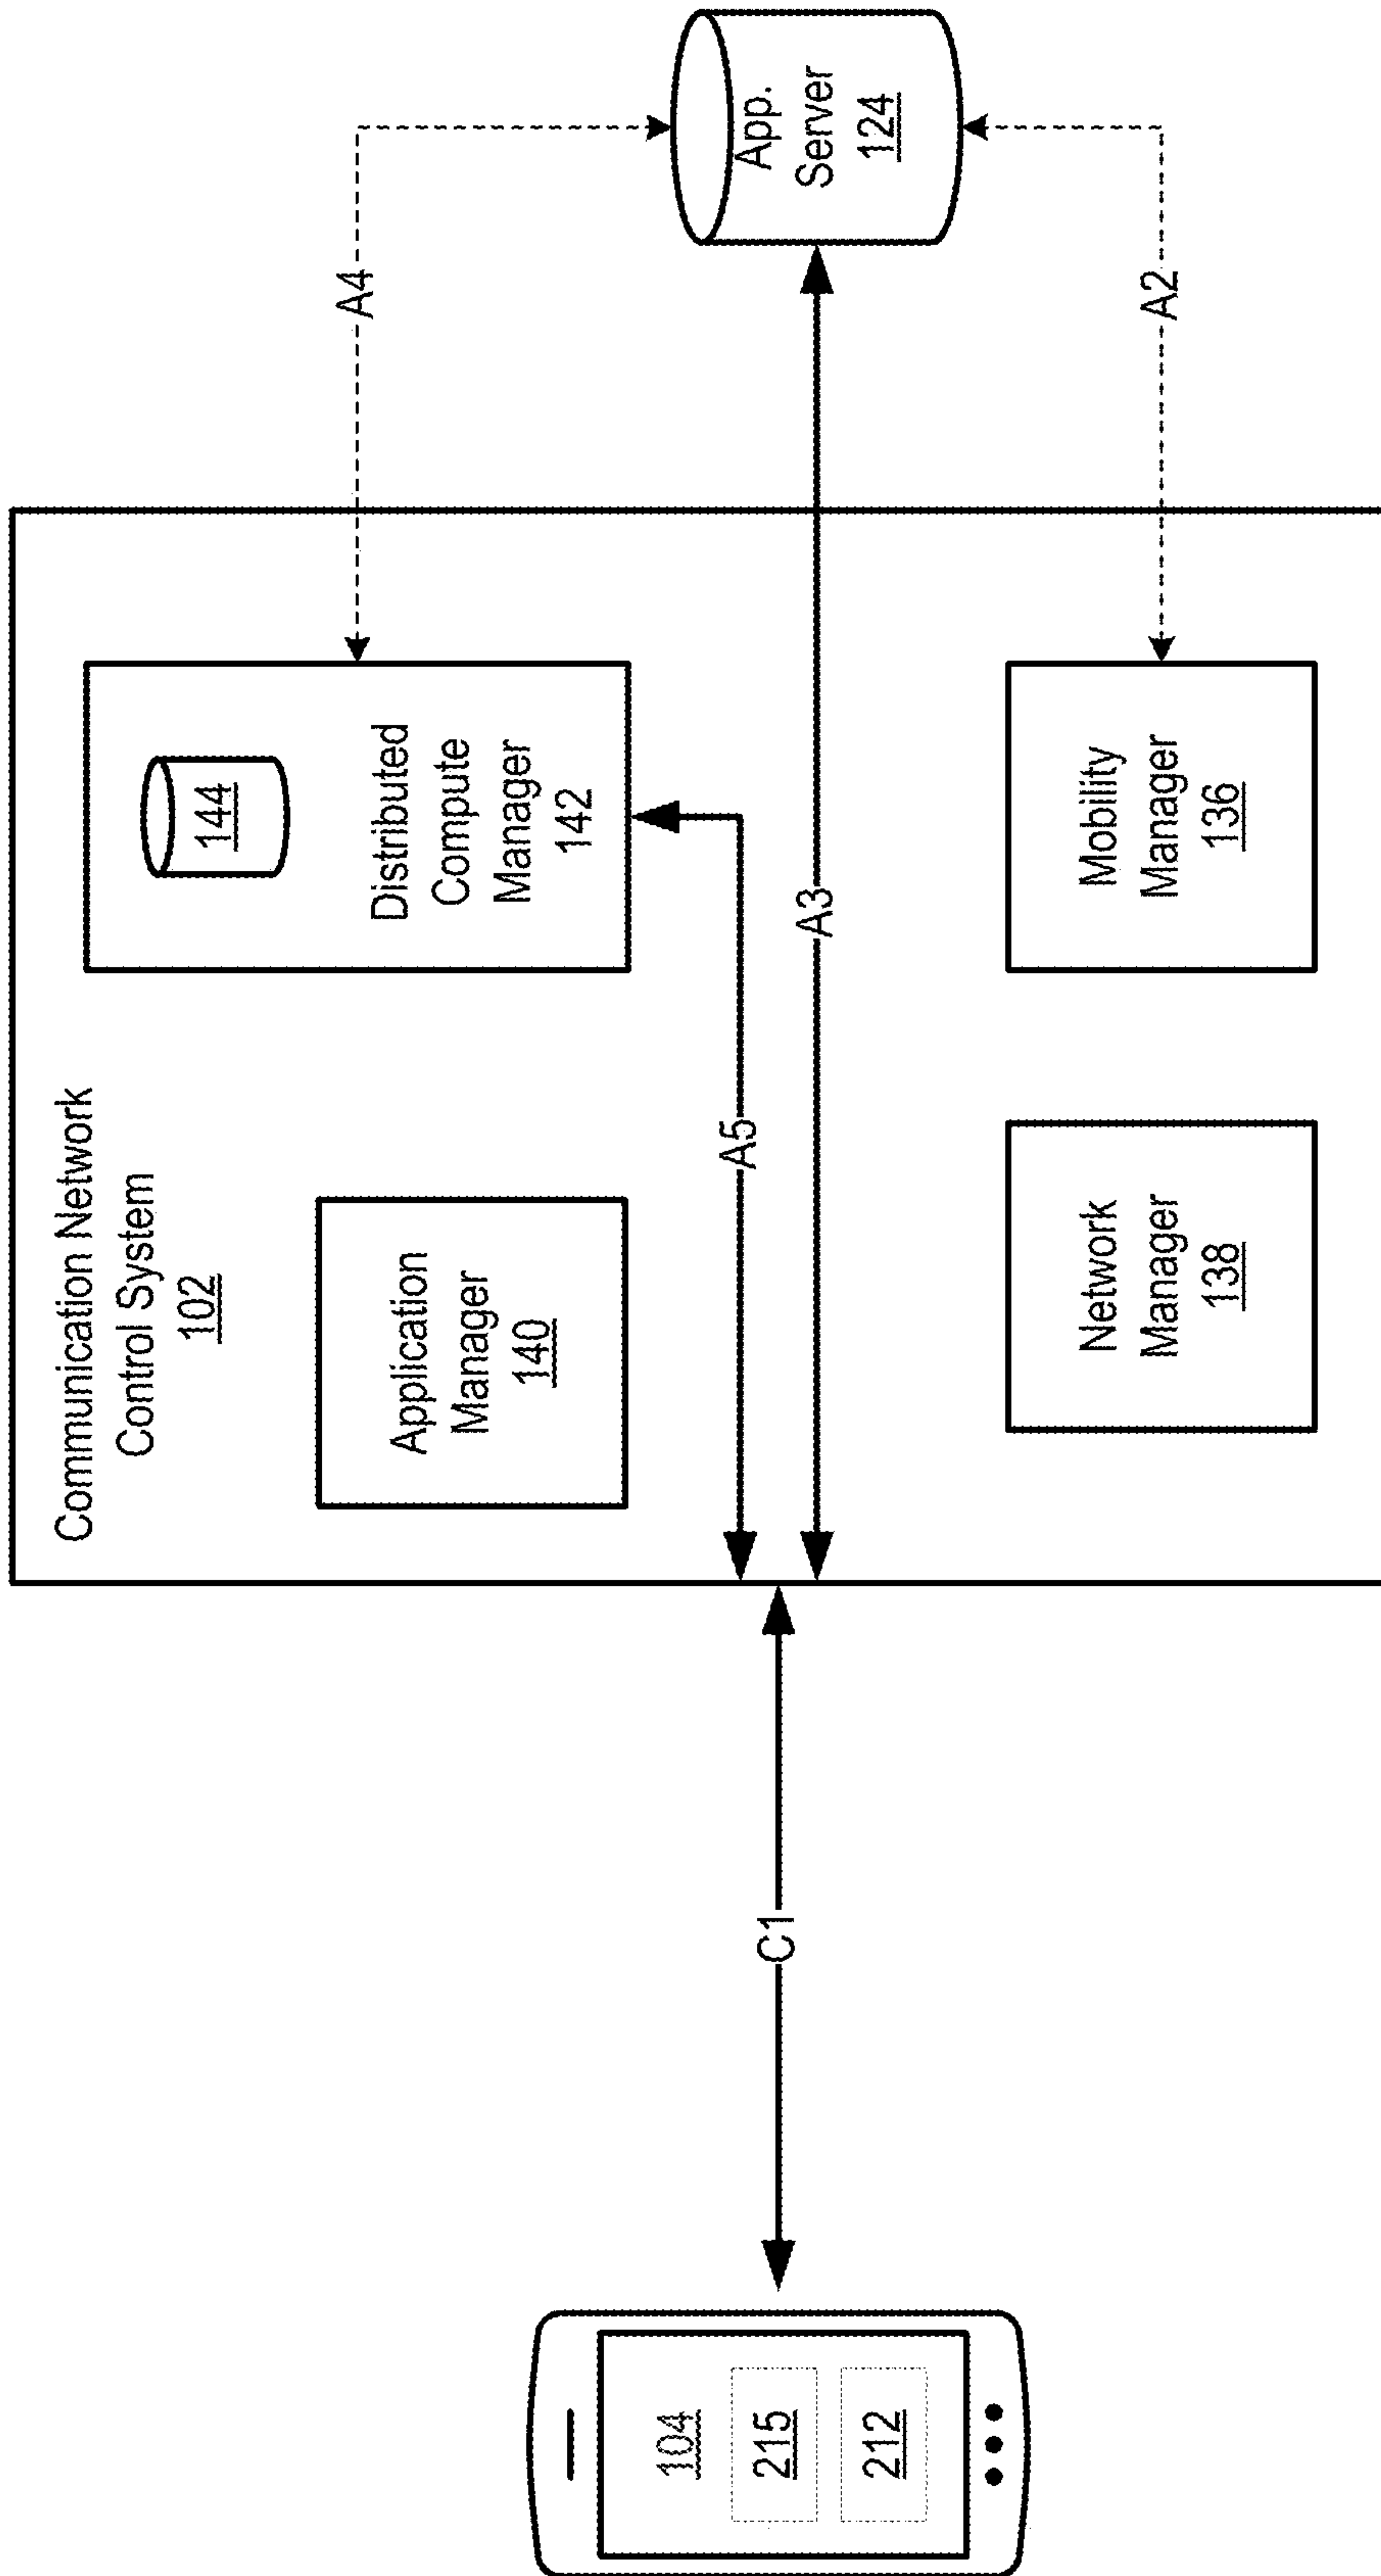 Communication Network
Control System
102
144
Distributed
Compute
Manager
142
Application
Manager
140
A4
App.
Server
124
A5
A3
C1
104
215
212
Network
Manager
138
Mobility
Manager
136
A2